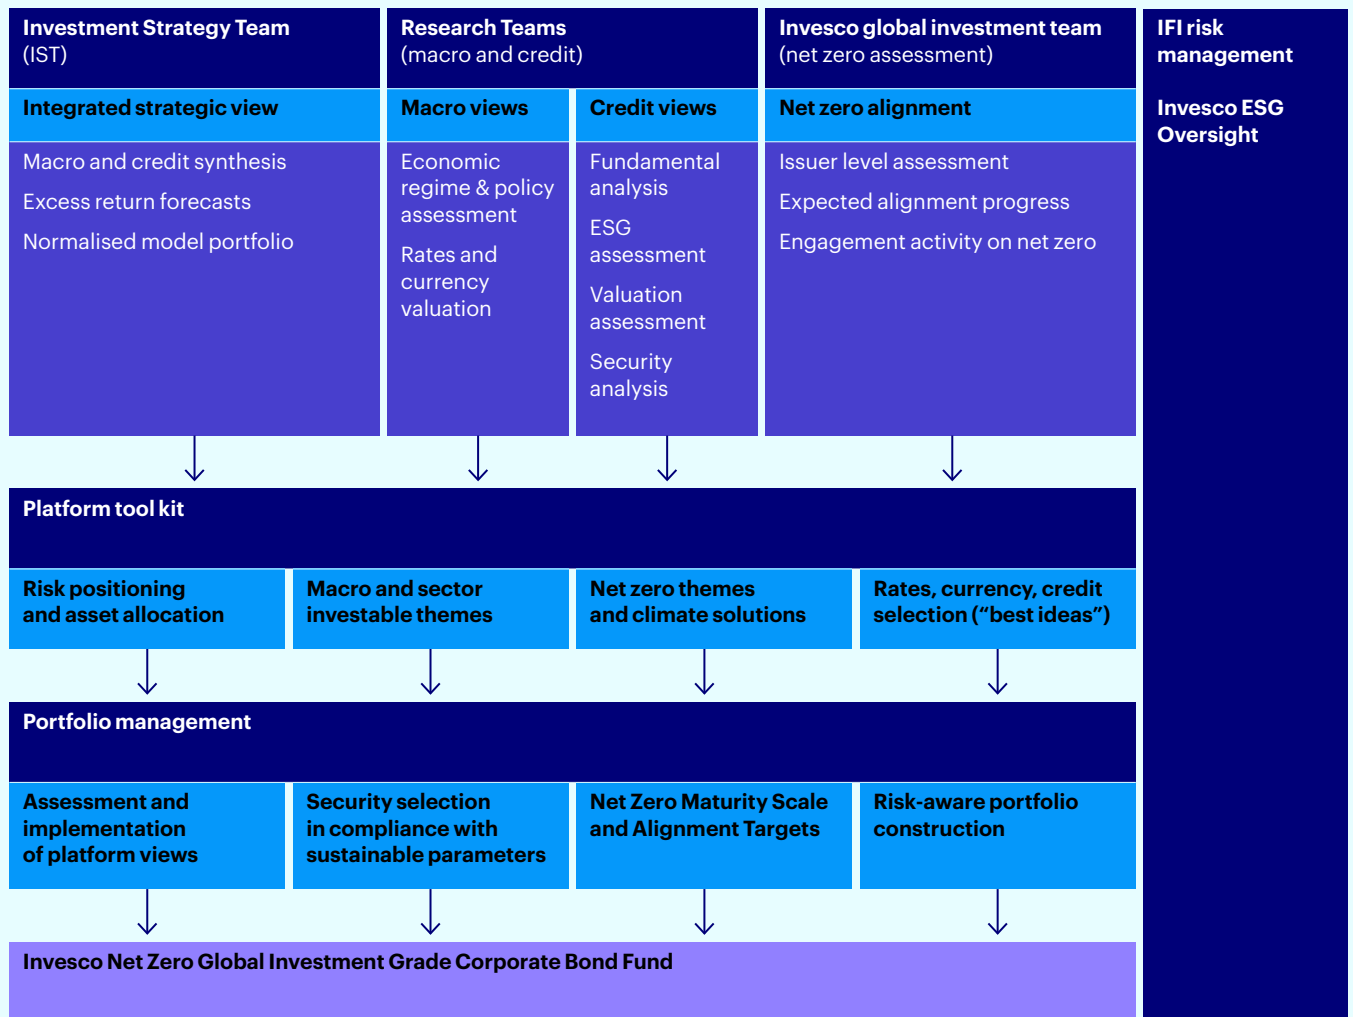 Investment Strategy Team
(IST)
Research Teams
(macro and credit)
Invesco global investment team
(net zero assessment)
IFI risk
management
Invesco ESG
Oversight
Integrated strategic view
Macro and credit synthesis
Excess return forecasts
Normalised model portfolio
Macro views
Economic
regime & policy
assessment
Rates and
currency
valuation
Credit views
Fundamental
analysis
ESG
assessment
Valuation
assessment
Security
analysis
Net zero alignment
Issuer level assessment
Expected alignment progress
Engagement activity on net zero
Platform tool kit
Risk positioning
and asset allocation
Macro and sector
investable themes
Net zero themes
and climate solutions
Rates, currency, credit
selection (“best ideas”)
Portfolio management
Assessment and
implementation
of platform views
Security selection
in compliance with
sustainable parameters
Net Zero Maturity Scale
and Alignment Targets
Risk-aware portfolio
construction
Invesco Net Zero Global Investment Grade Corporate Bond Fund